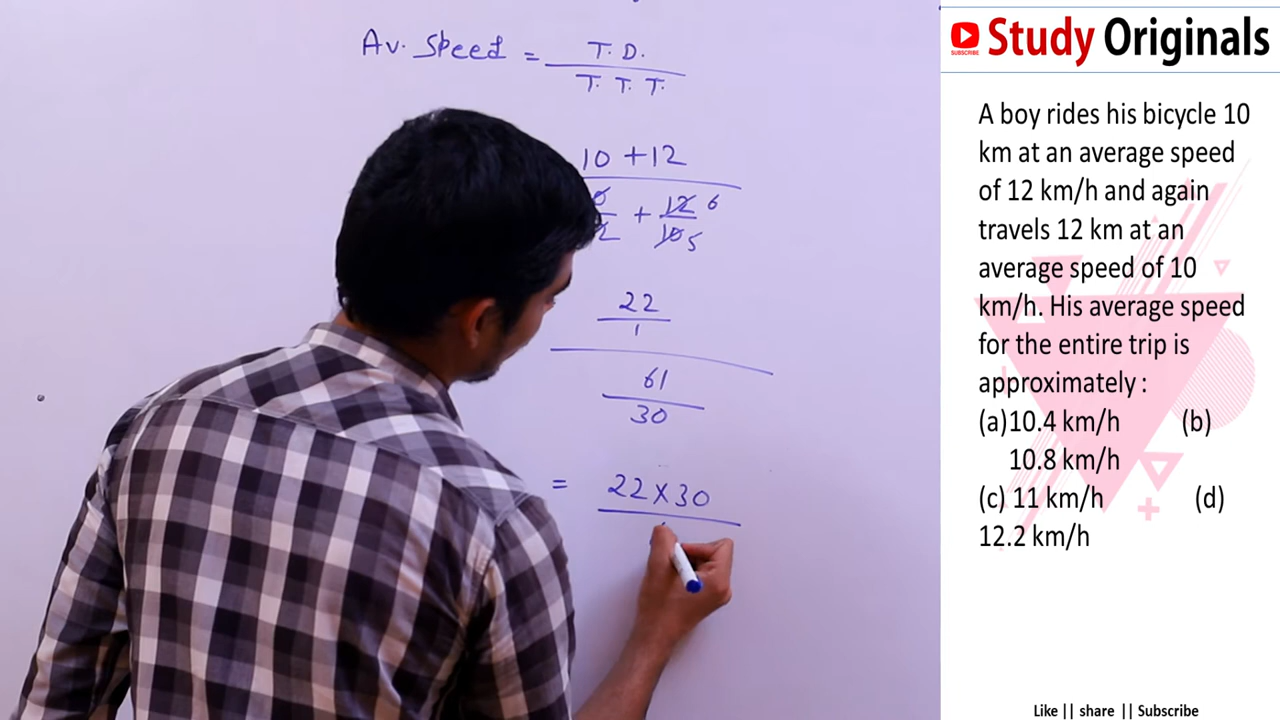 Av. Speed = T. D.
T. T. T.
10 + 12
+ 12 6
10 5
22
1
61
30
= 22 × 30
SUBSCRIBE
Study Originals
A boy rides his bicycle 10
km at an average speed
of 12 km/h and again
travels 12 km at an
average speed of 10
km/h. His average speed
for the entire trip is
approximately :
(a)10.4 km/h (b)
10.8 km/h
(c) 11 km/h (d)
12.2 km/h
Like || share || Subscribe